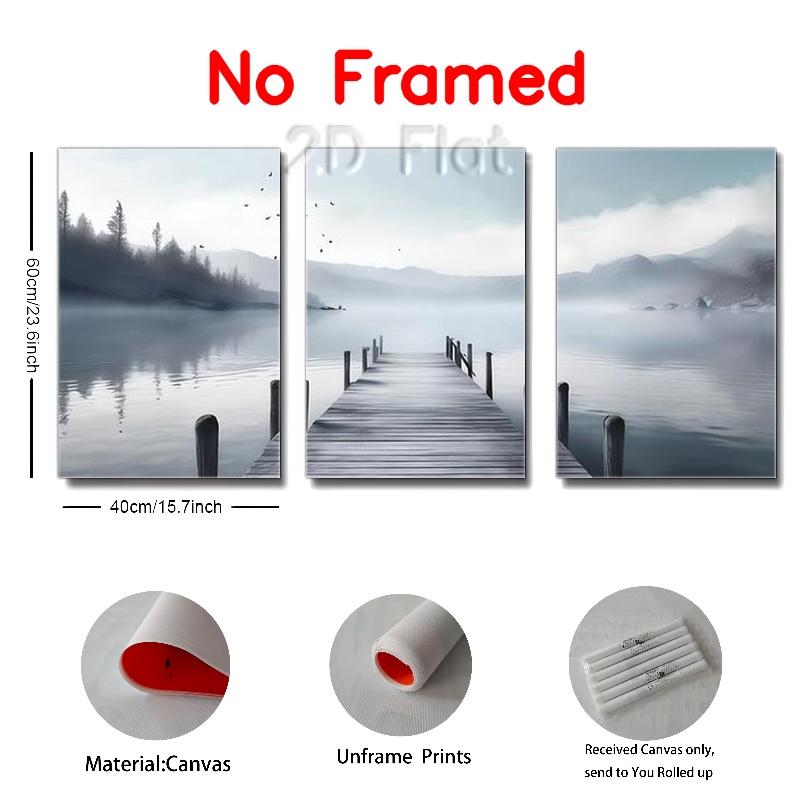 No Framed
2D Flat
60cm/23.6inch
40cm/15.7inch
Material:Canvas
Unframe Prints
Received Canvas only,
send to You Rolled up